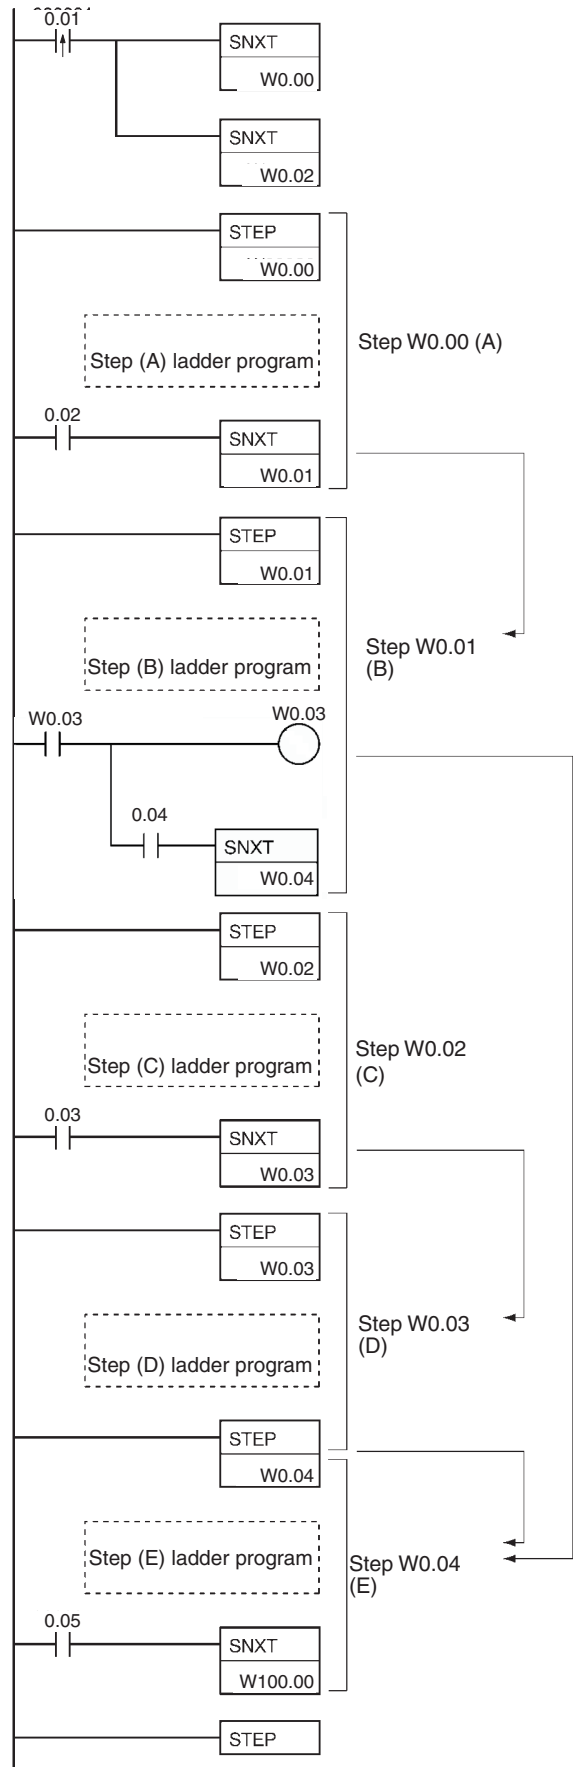 0.01
SNXT
W0.00
SNXT
W0.02
STEP
W0.00
Step W0.00 (A)
Step (A) ladder program
0.02
SNXT
W0.01
STEP
W0.01
Step W0.01
(B)
Step (B) ladder program
W0.03
W0.03
0.04
SNXT
W0.04
STEP
W0.02
Step W0.02
(C)
Step (C) ladder program
0.03
SNXT
W0.03
STEP
W0.03
Step W0.03
(D)
Step (D) ladder program
STEP
W0.04
Step (E) ladder program
Step W0.04
(E)
0.05
SNXT
W100.00
STEP